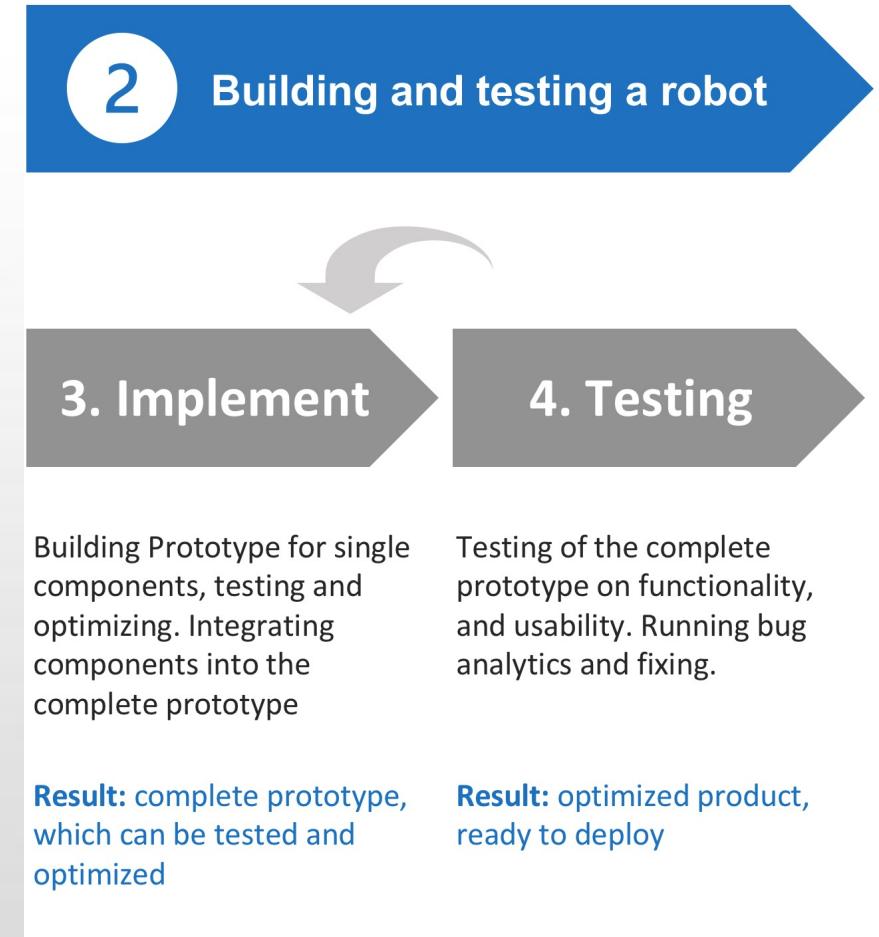 2 Building and testing a robot
3. Implement
4. Testing
Building Prototype for single
components, testing and
optimizing. Integrating
components into the
complete prototype
Result: complete prototype,
which can be tested and
optimized
Testing of the complete
prototype on functionality,
and usability. Running bug
analytics and fixing.
Result: optimized product,
ready to deploy